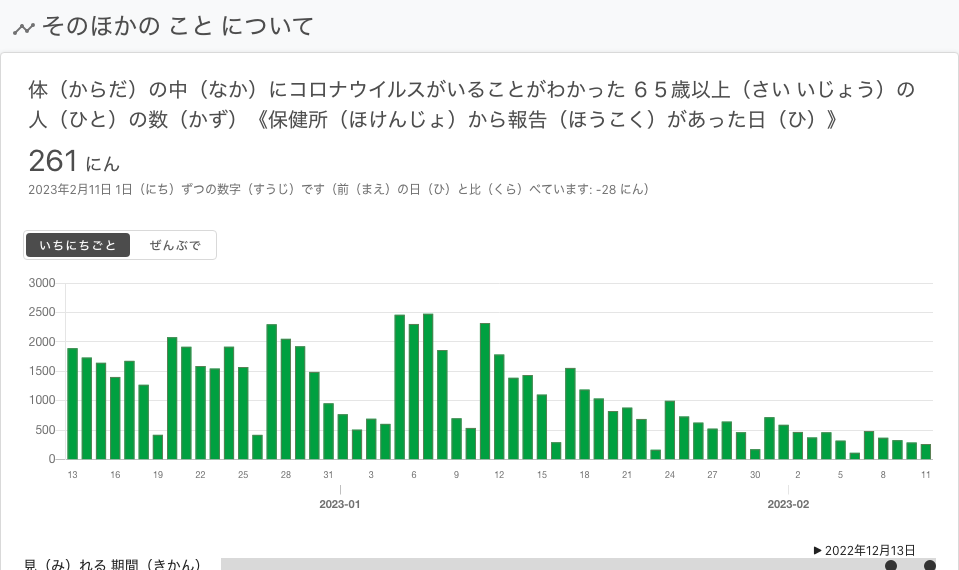 そのほかの こと について
体（からだ）の中（なか）にコロナウイルスがいることがわかった ６５歳以上（さい いじょう）の
人（ひと）の数（かず）《保健所（ほけんじょ）から報告（ほうこく）があった日（ひ）》
261 にん
2023年2月11日 1日（にち）ずつの数字（すうじ）です（前（まえ）の日（ひ）と比（くら）べています: -28 にん）
いちにちごと ぜんぶで
3000
2500
2000
1500
1000
500
0
13 16 19 22 25 28 31 3 6 9 12 15 18 21 24 27 30 2 5 8 11
2023-01 2023-02
▶ 2022年12月13日
見（み）れる 期間（きかん）